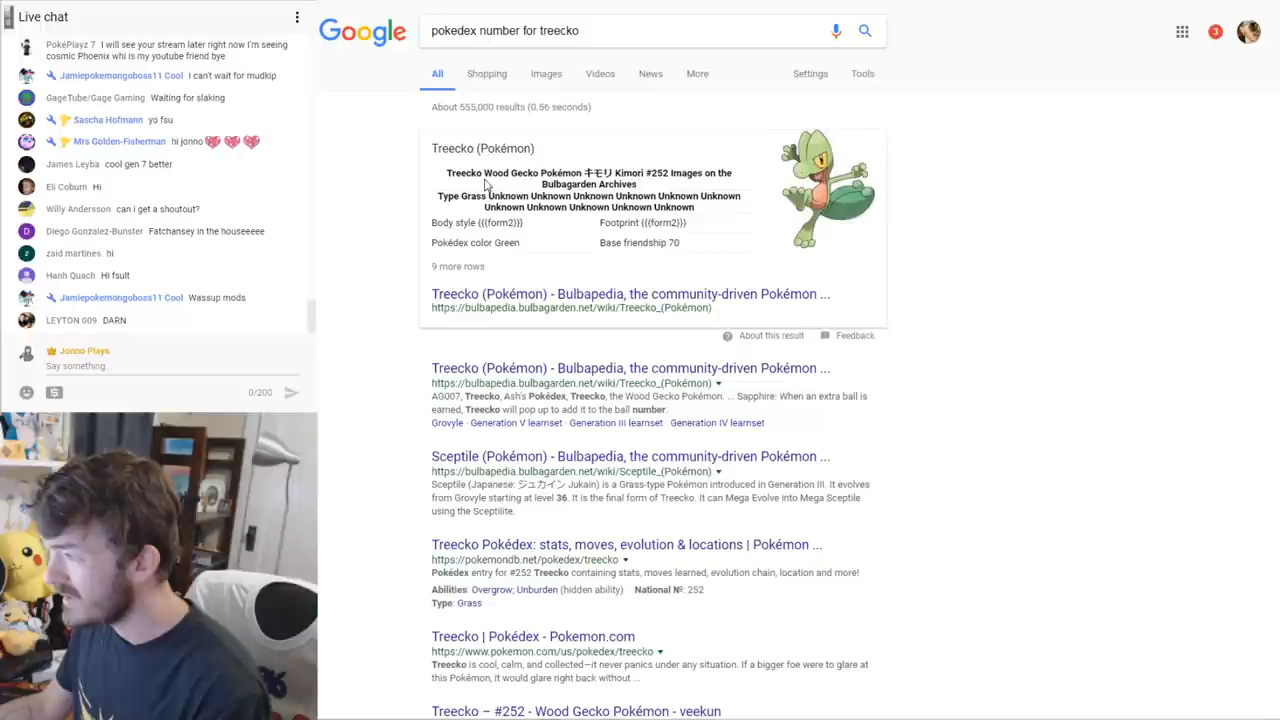 Live chat
PokéPlayz 7 I will see your stream later right now I'm seeing
cosmic Phoenix whi is my youtube friend bye
Jamiepokemongoboss11 Cool I can't wait for mudkip
GageTube/Gage Gaming Waiting for slaking
Sascha Hofmann yo fsu
Mrs Golden-Fisherman hi jonno
James Leyba cool gen 7 better
Eli Coburn Hi
Willy Andersson can i get a shoutout?
Diego Gonzalez-Bunster Fatchansey in the houseeeee
zaid martines hi
Hanh Quach Hi fsult
Jamiepokemongoboss11 Cool Wassup mods
LEYTON 009 DARN
Jonno Plays
Say something...
0/200
Google
pokedex number for treecko
3
All Shopping Images Videos News More Settings Tools
About 555,000 results (0.56 seconds)
Treecko (Pokémon)
Treecko Wood Gecko Pokémon キモリ Kimori #252 Images on the
Bulbagarden Archives
Type Grass Unknown Unknown Unknown Unknown Unknown Unknown
Unknown Unknown Unknown Unknown Unknown
Body style {{{form2}}} Footprint {{{form2}}}
Pokédex color Green Base friendship 70
9 more rows
Treecko (Pokémon) - Bulbapedia, the community-driven Pokémon ...
https://bulbapedia.bulbagarden.net/wiki/Treecko_(Pokémon)
About this result Feedback
Treecko (Pokémon) - Bulbapedia, the community-driven Pokémon ...
https://bulbapedia.bulbagarden.net/wiki/Treecko_(Pokémon)
AG007, Treecko, Ash's Pokédex, Treecko, the Wood Gecko Pokémon. ... Sapphire: When an extra ball is
earned, Treecko will pop up to add it to the ball number.
Grovyle · Generation V learnset · Generation III learnset · Generation IV learnset
Sceptile (Pokémon) - Bulbapedia, the community-driven Pokémon ...
https://bulbapedia.bulbagarden.net/wiki/Sceptile_(Pokémon)
Sceptile (Japanese: ジュカイン Jukain) is a Grass-type Pokémon introduced in Generation III. It evolves
from Grovyle starting at level 36. It is the final form of Treecko. It can Mega Evolve into Mega Sceptile
using the Sceptilite.
Treecko Pokédex: stats, moves, evolution & locations | Pokémon ...
https://pokemondb.net/pokedex/treecko
Pokédex entry for #252 Treecko containing stats, moves learned, evolution chain, location and more!
Abilities: Overgrow; Unburden (hidden ability) National №: 252
Type: Grass
Treecko | Pokédex - Pokemon.com
https://www.pokemon.com/us/pokedex/treecko
Treecko is cool, calm, and collected—it never panics under any situation. If a bigger foe were to glare at
this Pokémon, it would glare right back without ...
Treecko – #252 - Wood Gecko Pokémon - veekun